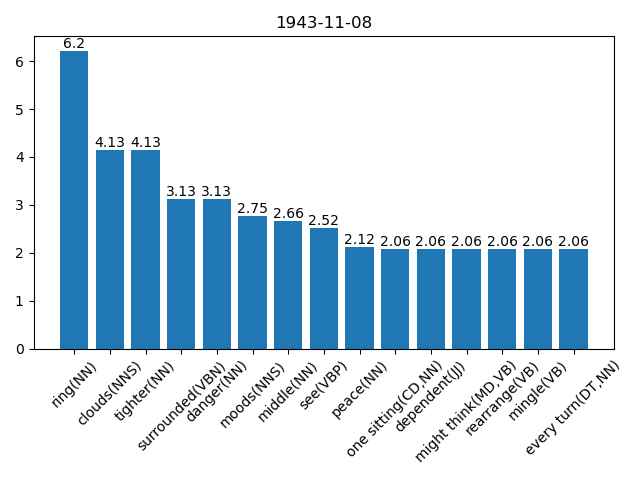 1943-11-08
6.2
4.13 4.13
3.13 3.13
2.75 2.66 2.52
2.12 2.06 2.06 2.06 2.06 2.06 2.06
6
5
4
3
2
1
0
ring(NN)
clouds(NNS)
tighter(NN)
surrounded(VBN)
danger(NN)
moods(NNS)
middle(NN)
see(VBP)
peace(NN)
one sitting(CD,NN)
dependent(JJ)
might think(MD,VB)
rearrange(VB)
mingle(VB)
every turn(DT,NN)